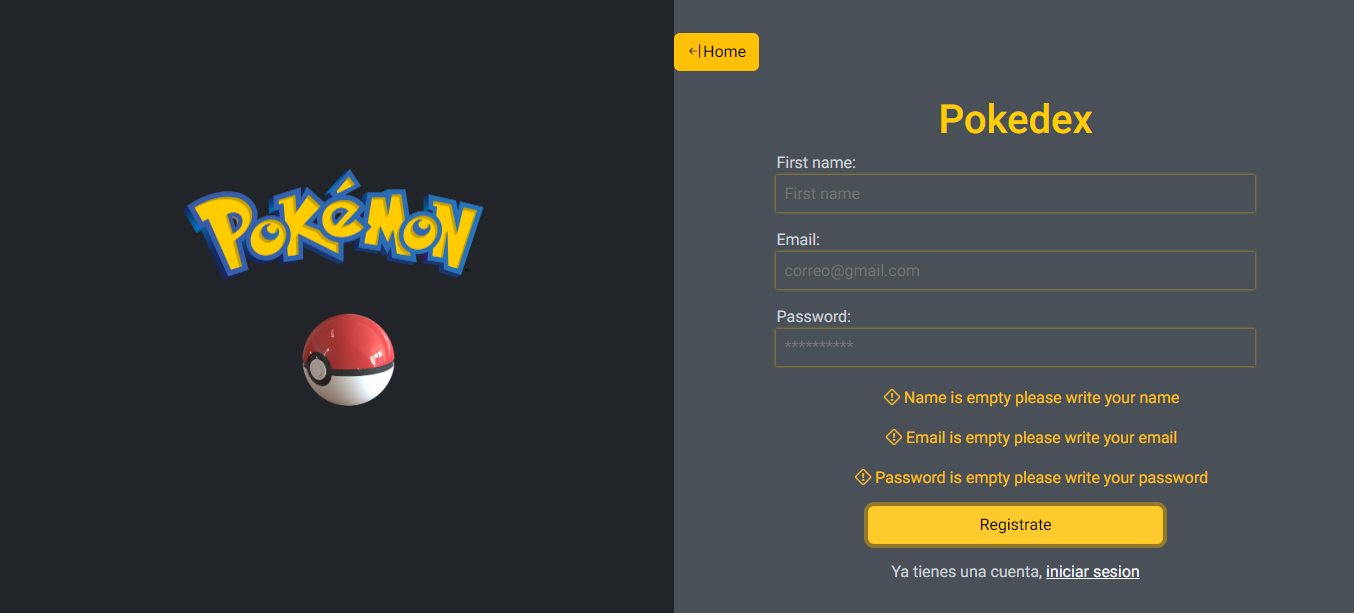 POKÉMON
Home
Pokedex
First name:
First name
Email:
correo@gmail.com
Password:
**********
Name is empty please write your name
Email is empty please write your email
Password is empty please write your password
Registrate
Ya tienes una cuenta, iniciar sesion